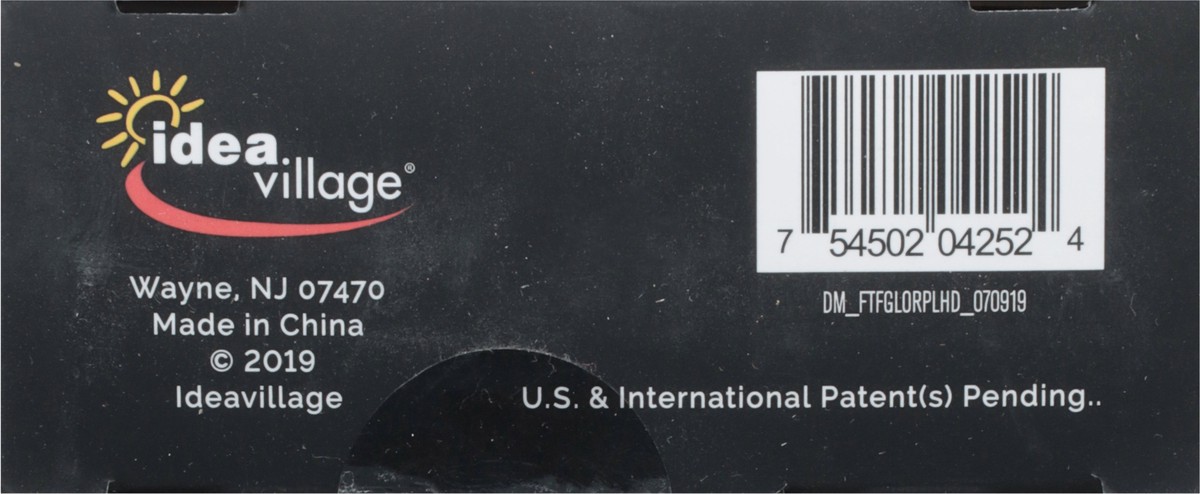 idea
village®
Wayne, NJ 07470
Made in China
© 2019
Ideavillage
7 54502 04252 4
DM_FTFGLORPLHD_070919
U.S. & International Patent(s) Pending..